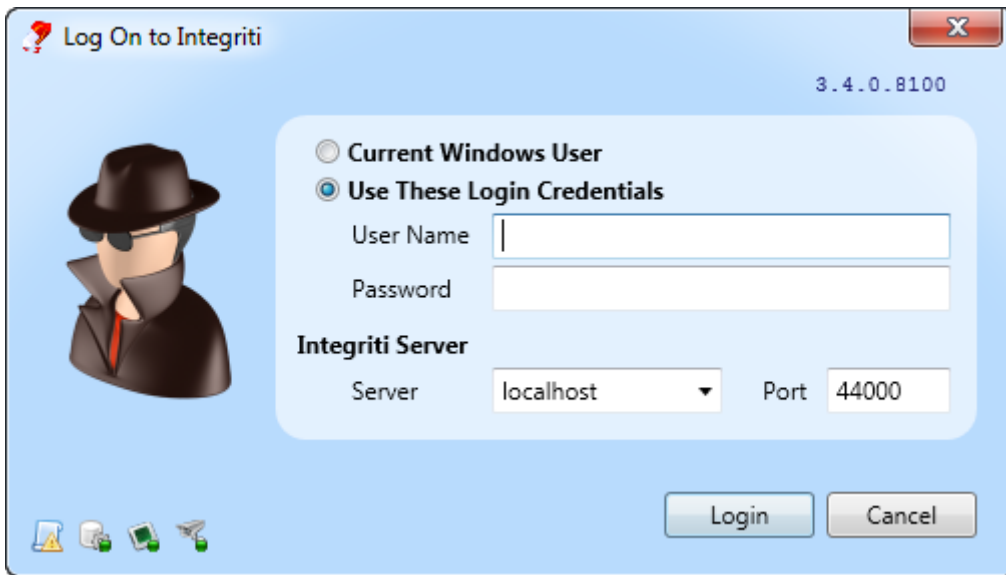 Log On to Integriti
3.4.0.8100
Current Windows User
Use These Login Credentials
User Name
Password
Integriti Server
Server localhost Port 44000
Login Cancel